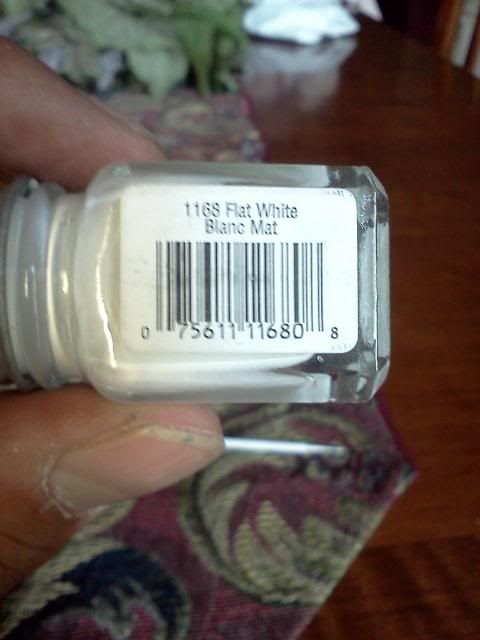 1168 Flat White
Blanc Mat
0 75611 11680 8